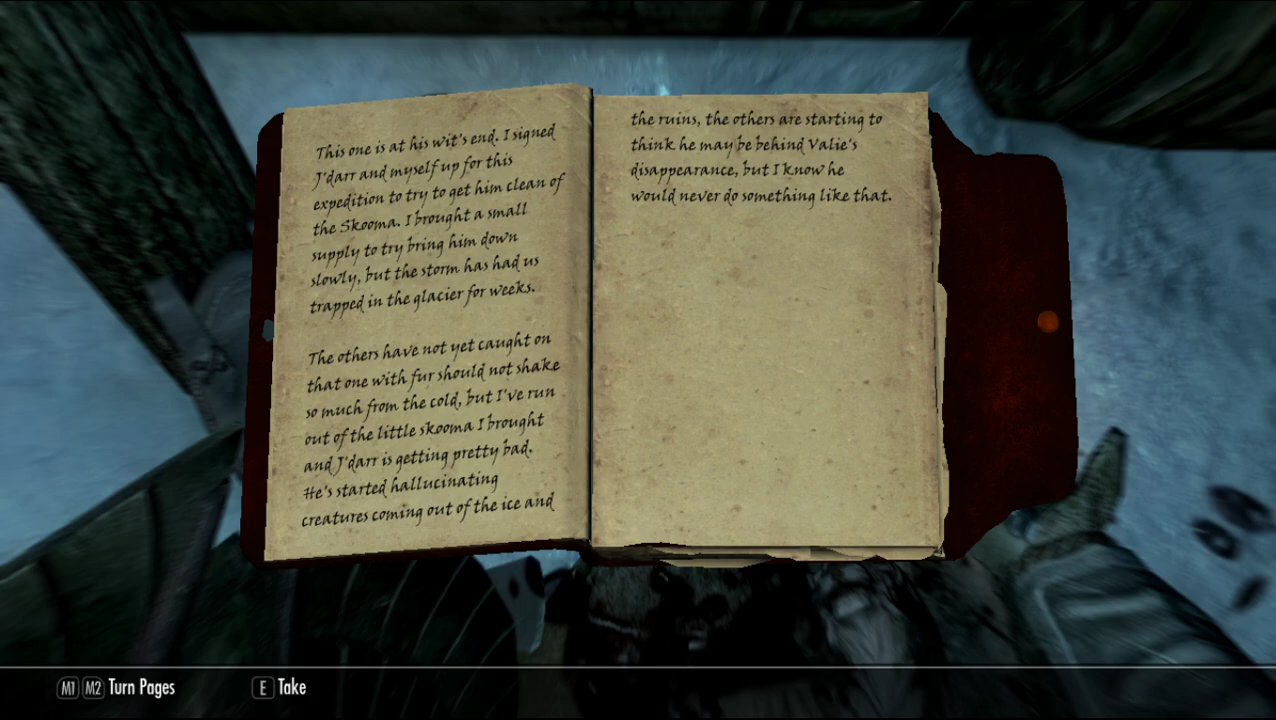 This one is at his wit's end. I signed
J'darr and myself up for this
expedition to try to get him clean of
the Skooma. I brought a small
supply to try bring him down
slowly, but the storm has had us
trapped in the glacier for weeks.
The others have not yet caught on
that one with fur should not shake
so much from the cold, but I've run
out of the little skooma I brought
and J'darr is getting pretty bad.
He's started hallucinating
creatures coming out of the ice and
the ruins, the others are starting to
think he may be behind Valie's
disappearance, but I know he
would never do something like that.
M1 M2 Turn Pages
E Take